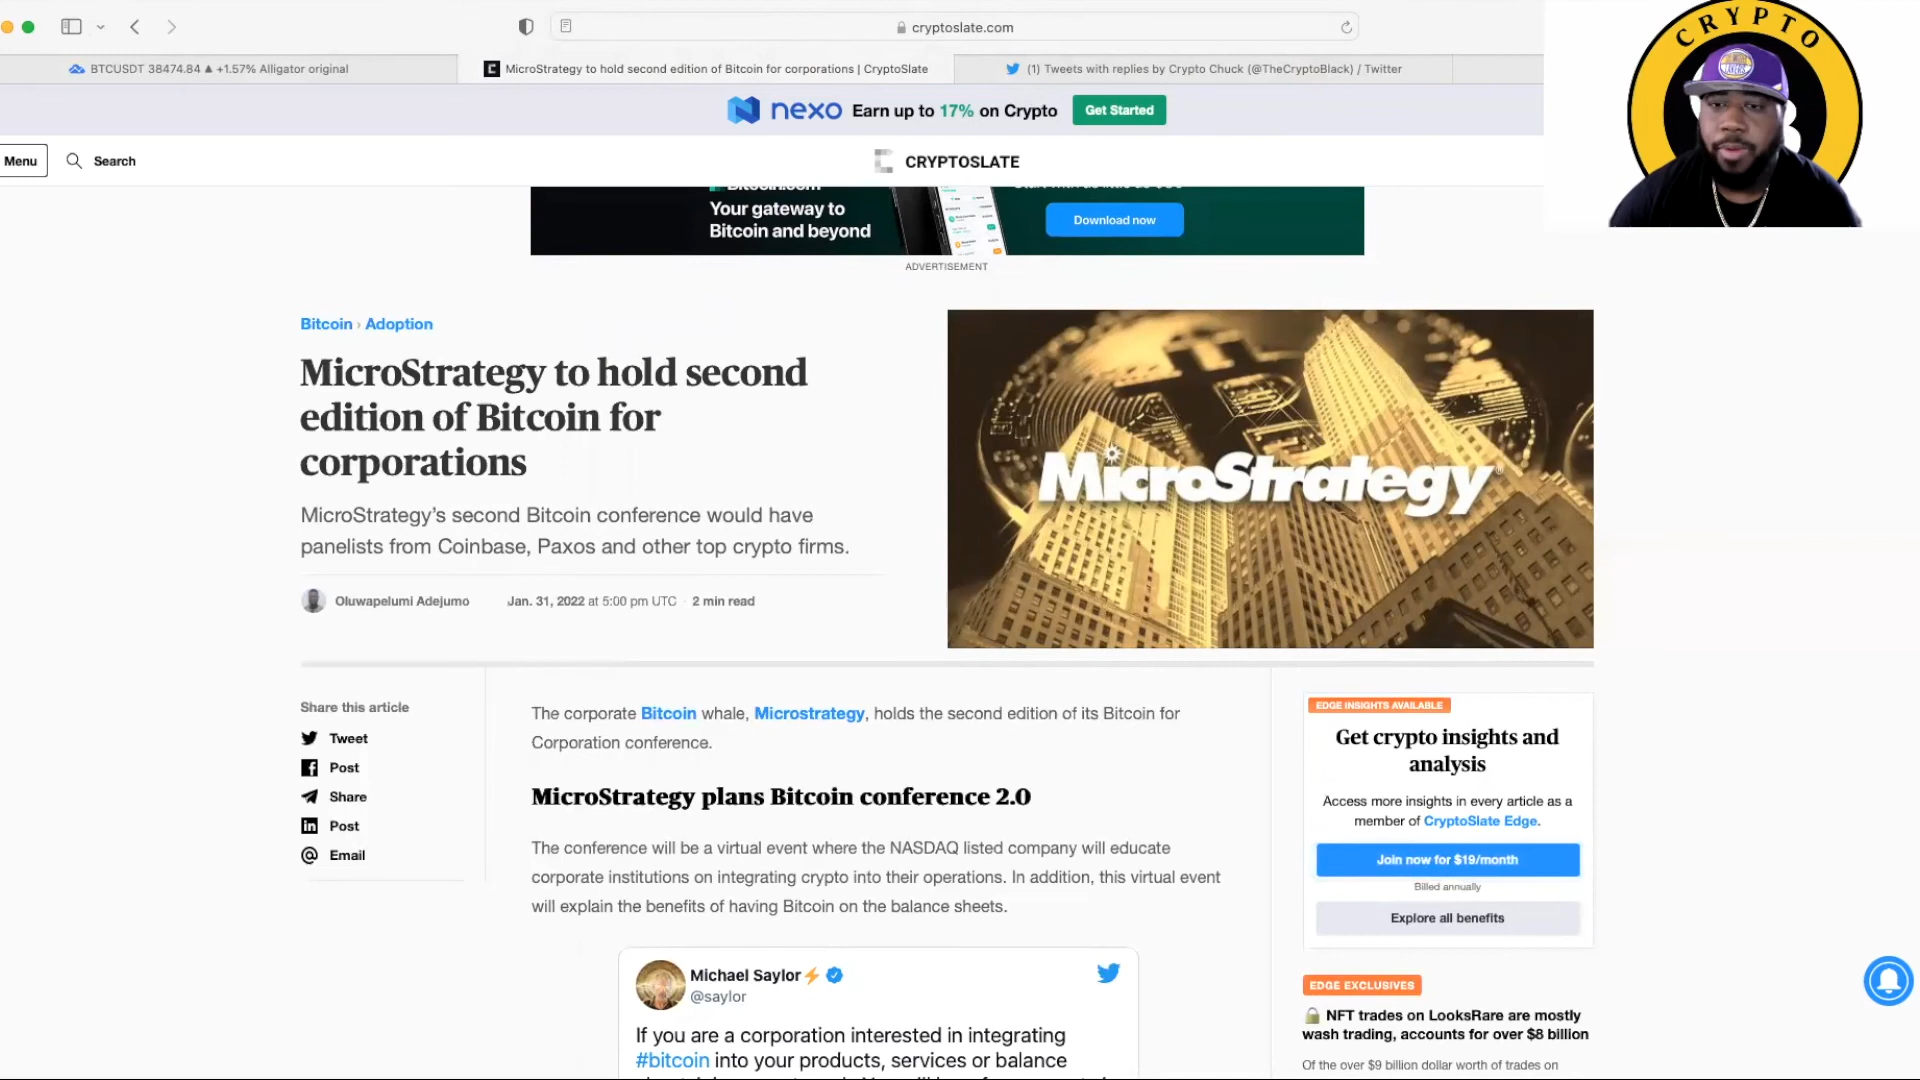 cryptoslate.com
BTCUSDT 38474.84 ▲ +1.57% Alligator original
MicroStrategy to hold second edition of Bitcoin for corporations | CryptoSlate
(1) Tweets with replies by Crypto Chuck (@TheCryptoBlack) / Twitter
CRYPTO
nexo Earn up to 17% on Crypto Get Started
Menu
Search
CRYPTOSLATE
Your gateway to
Bitcoin and beyond
Download now
ADVERTISEMENT
Bitcoin › Adoption
MicroStrategy to hold second
edition of Bitcoin for
corporations
MicroStrategy’s second Bitcoin conference would have
panelists from Coinbase, Paxos and other top crypto firms.
Oluwapelumi Adejumo
Jan. 31, 2022 at 5:00 pm UTC · 2 min read
MicroStrategy
Share this article
Tweet
Post
Share
Post
Email
The corporate Bitcoin whale, Microstrategy, holds the second edition of its Bitcoin for
Corporation conference.
MicroStrategy plans Bitcoin conference 2.0
The conference will be a virtual event where the NASDAQ listed company will educate
corporate institutions on integrating crypto into their operations. In addition, this virtual event
will explain the benefits of having Bitcoin on the balance sheets.
Michael Saylor⚡
@saylor
If you are a corporation interested in integrating
#bitcoin into your products, services or balance
EDGE INSIGHTS AVAILABLE
Get crypto insights and
analysis
Access more insights in every article as a
member of CryptoSlate Edge.
Join now for $19/month
Billed annually
Explore all benefits
EDGE EXCLUSIVES
🔒 NFT trades on LooksRare are mostly
wash trading, accounts for over $8 billion
Of the over $9 billion dollar worth of trades on